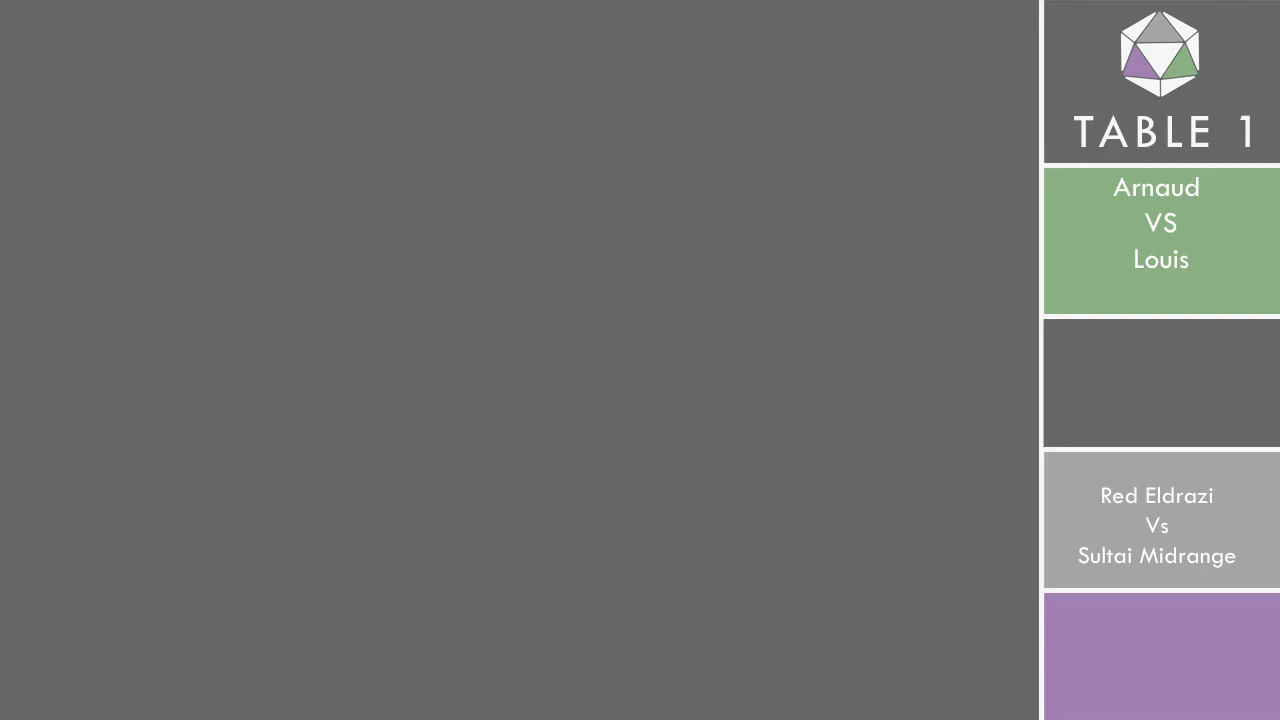 TABLE 1
Arnaud
VS
Louis
Red Eldrazi
Vs
Sultai Midrange